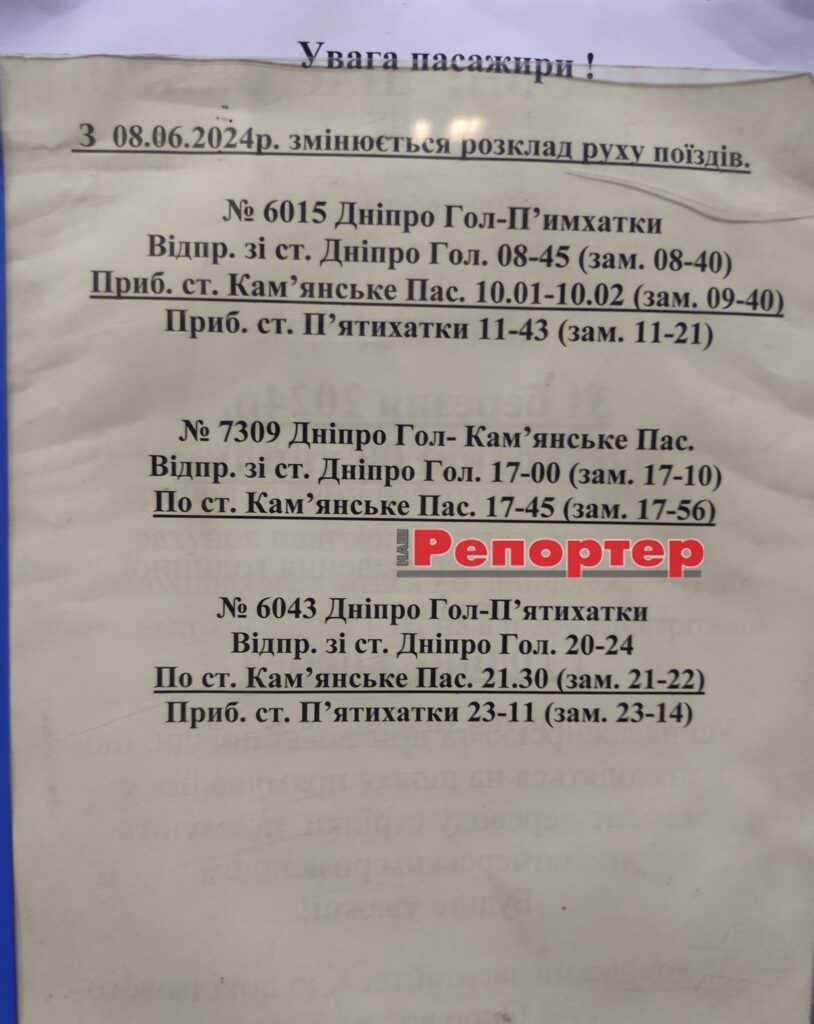 Увага пасажири !
З 08.06.2024р. змінюється розклад руху поїздів.
№ 6015 Дніпро Гол-П’имхатки
Відпр. зі ст. Дніпро Гол. 08-45 (зам. 08-40)
Приб. ст. Кам’янське Пас. 10.01-10.02 (зам. 09-40)
Приб. ст. П’ятихатки 11-43 (зам. 11-21)
№ 7309 Дніпро Гол- Кам’янське Пас.
Відпр. зі ст. Дніпро Гол. 17-00 (зам. 17-10)
По ст. Кам’янське Пас. 17-45 (зам. 17-56)
НАШ Репортер
№ 6043 Дніпро Гол-П’ятихатки
Відпр. зі ст. Дніпро Гол. 20-24
По ст. Кам’янське Пас. 21.30 (зам. 21-22)
Приб. ст. П’ятихатки 23-11 (зам. 23-14)